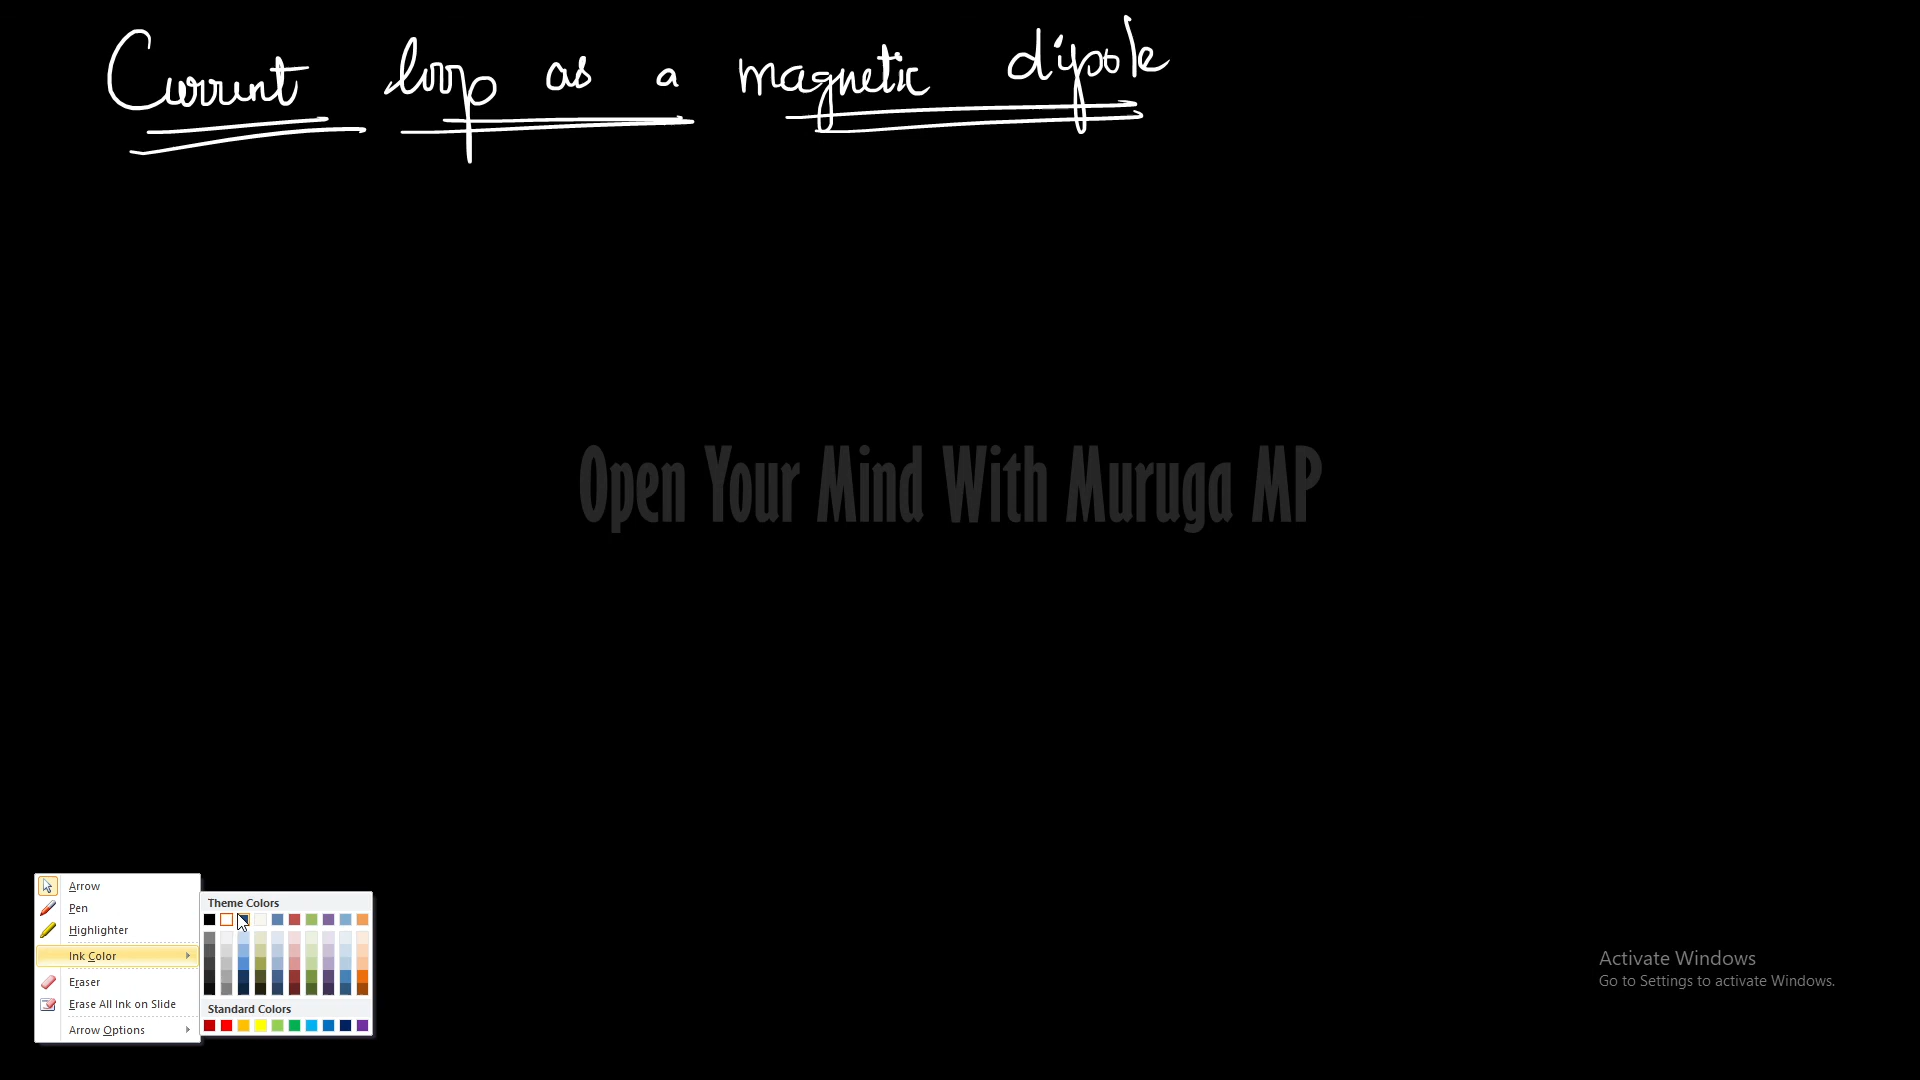 Current loop as a magnetic dipole
Open Your Mind With Muruga MP
Arrow
Pen
Highlighter
Ink Color
Eraser
Erase All Ink on Slide
Arrow Options
Theme Colors
Standard Colors
Activate Windows
Go to Settings to activate Windows.